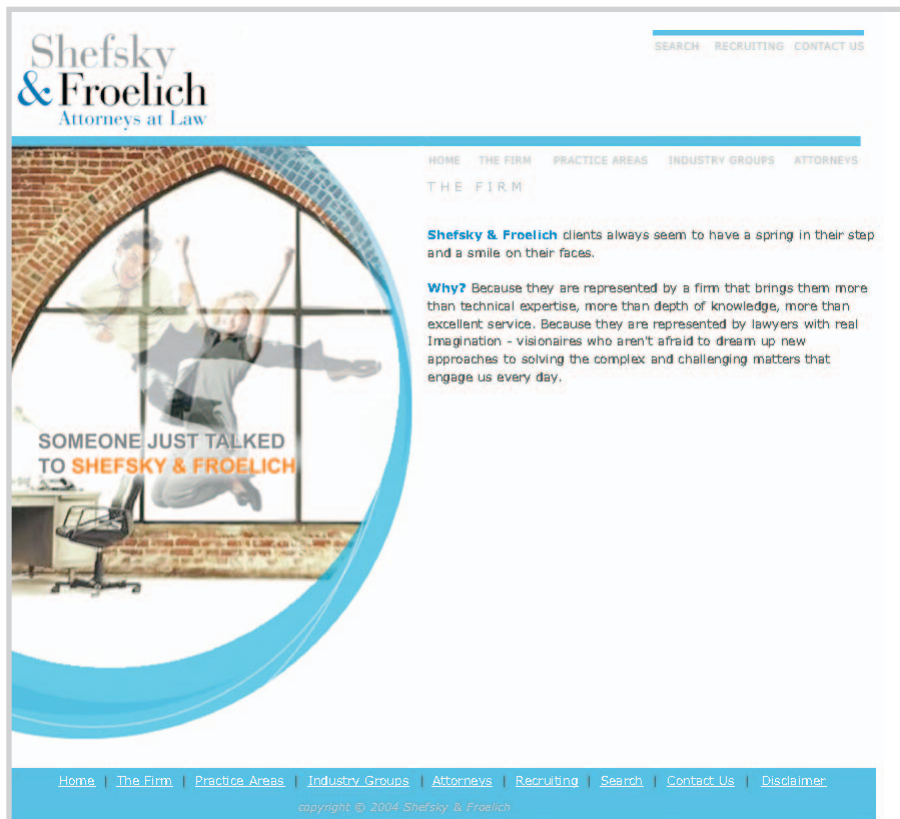 Shefsky
& Froelich
Attorneys at Law
SEARCH RECRUITING CONTACT US
HOME THE FIRM PRACTICE AREAS INDUSTRY GROUPS ATTORNEYS
THE FIRM
Shefsky & Froelich clients always seem to have a spring in their step
and a smile on their faces.
Why? Because they are represented by a firm that brings them more
than technical expertise, more than depth of knowledge, more than
excellent service. Because they are represented by lawyers with real
Imagination - visionaires who aren't afraid to dream up new
approaches to solving the complex and challenging matters that
engage us every day.
SOMEONE JUST TALKED
TO SHEFSKY & FROELICH
Home | The Firm | Practice Areas | Industry Groups | Attorneys | Recruiting | Search | Contact Us | Disclaimer
copyright © 2004 Shefsky & Froelich